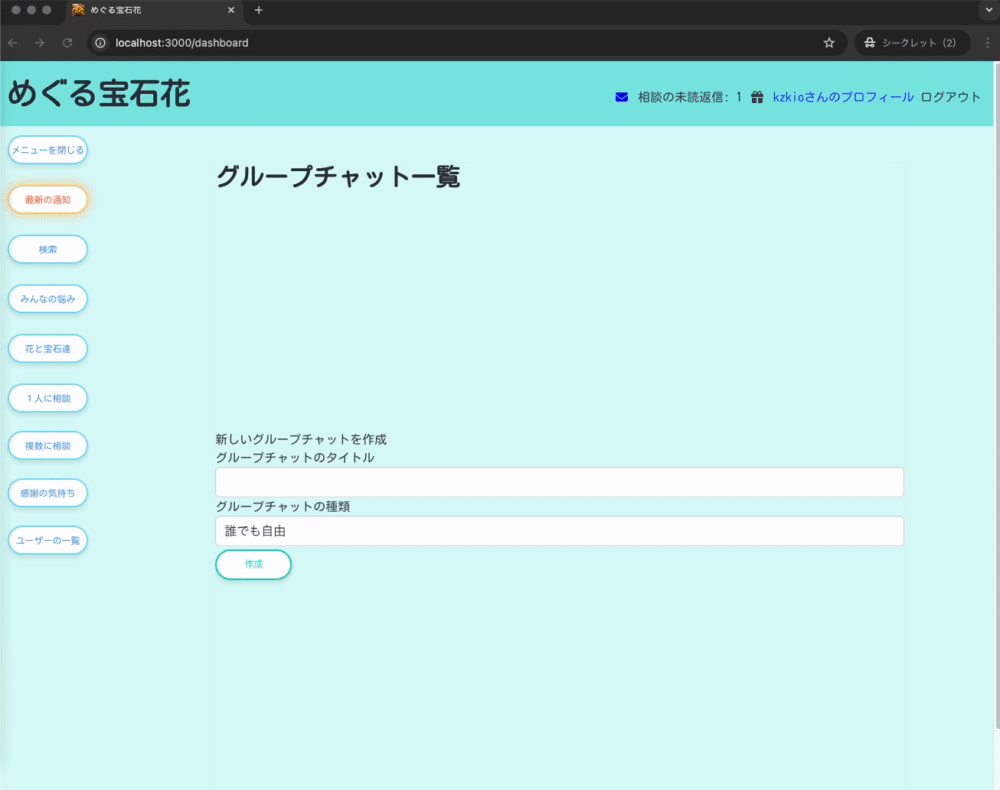 めぐる宝石花
localhost:3000/dashboard
シークレット (2)
めぐる宝石花
相談の未読返信: 1 kzkioさんのプロフィール ログアウト
メニューを閉じる
グループチャット一覧
最新の通知
検索
みんなの悩み
花と宝石達
1人に相談
複数に相談
感謝の気持ち
ユーザーの一覧
新しいグループチャットを作成
グループチャットのタイトル
グループチャットの種類
誰でも自由
作成